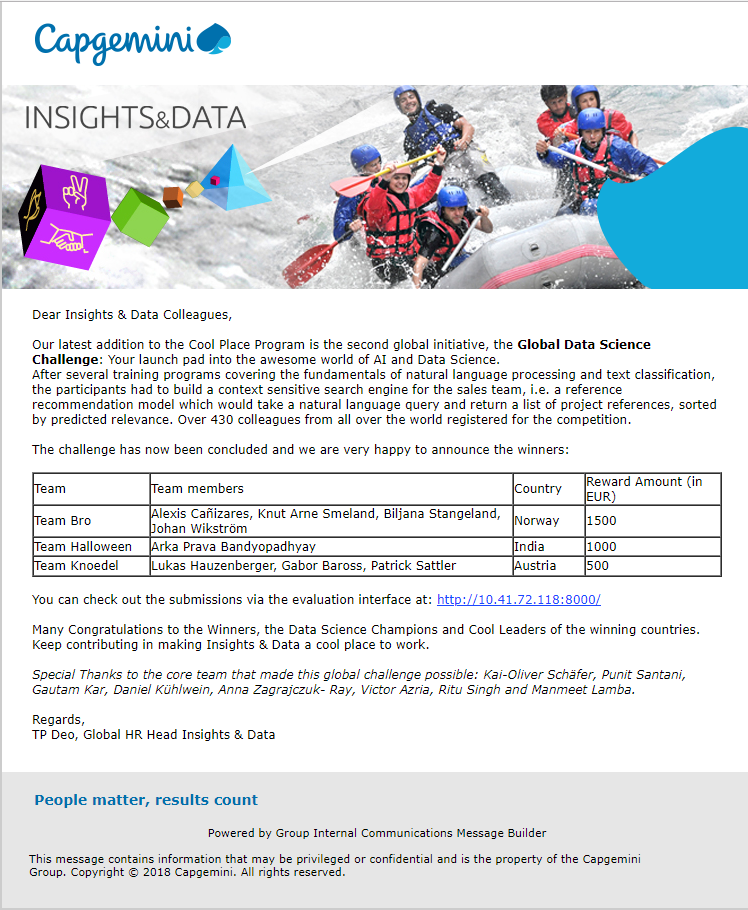 Capgemini
INSIGHTS&DATA
Dear Insights & Data Colleagues,
Our latest addition to the Cool Place Program is the second global initiative, the Global Data Science
Challenge: Your launch pad into the awesome world of AI and Data Science.
After several training programs covering the fundamentals of natural language processing and text classification,
the participants had to build a context sensitive search engine for the sales team, i.e. a reference
recommendation model which would take a natural language query and return a list of project references, sorted
by predicted relevance. Over 430 colleagues from all over the world registered for the competition.
The challenge has now been concluded and we are very happy to announce the winners:
Team Team members Country Reward Amount (in
EUR)
Team Bro Alexis Cañizares, Knut Arne Smeland, Biljana Stangeland,
Johan Wikström Norway 1500
Team Halloween Arka Prava Bandyopadhyay India 1000
Team Knoedel Lukas Hauzenberger, Gabor Baross, Patrick Sattler Austria 500
You can check out the submissions via the evaluation interface at: http://10.41.72.118:8000/
Many Congratulations to the Winners, the Data Science Champions and Cool Leaders of the winning countries.
Keep contributing in making Insights & Data a cool place to work.
Special Thanks to the core team that made this global challenge possible: Kai-Oliver Schäfer, Punit Santani,
Gautam Kar, Daniel Kühlwein, Anna Zagrajczuk- Ray, Victor Azria, Ritu Singh and Manmeet Lamba.
Regards,
TP Deo, Global HR Head Insights & Data
People matter, results count
Powered by Group Internal Communications Message Builder
This message contains information that may be privileged or confidential and is the property of the Capgemini
Group. Copyright © 2018 Capgemini. All rights reserved.